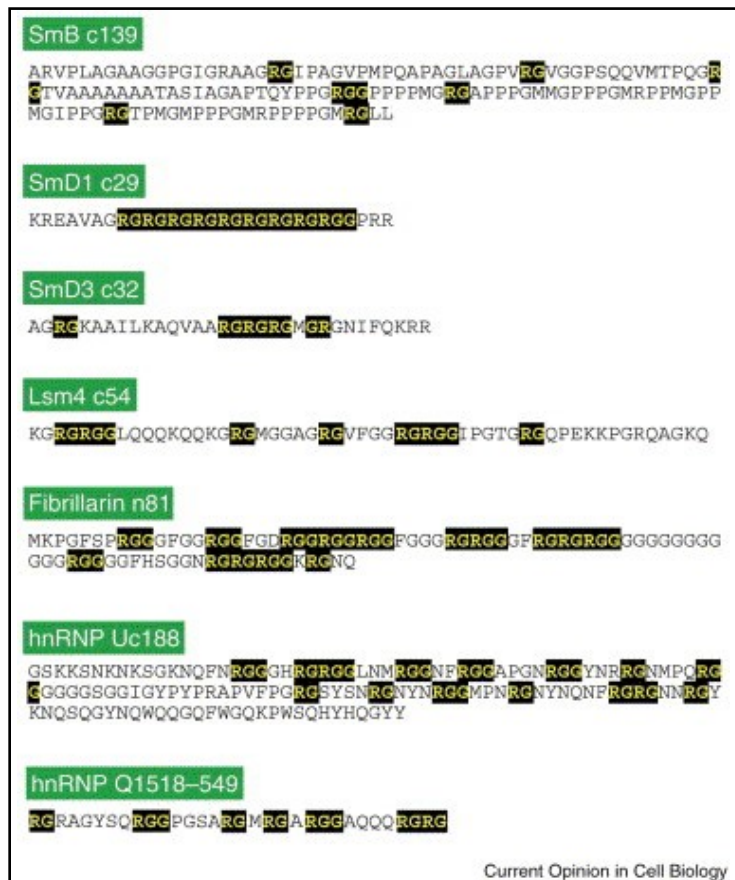 SmB c139
ARVPLAGAAGGPGIGRAAGRGIPAGVPMPQAPAGLAGPVRGVGGPSQQVMTPQGR
GTVAAAAAAATASIAGAPTQYPPGRGGPPPPMGRGAPPPGMMGPPPGMRPPMGPP
MGIPPGRGTPMGMPPPGMRPPPPGMRGLL
SmD1 c29
KREAVAGRGRGRGRGRGRGRGRGRGGPRR
SmD3 c32
AGRGKAAILKAQVAARGRGRGMGRGNIFQKRR
Lsm4 c54
KGRGRGGLQQQKQQKGRGMGGAGRGVFGGRGRGGIPGTGRGQPEKKPGRQAGKQ
Fibrillarin n81
MKPGFSPRGGGFGGRGGFGDRGGRGGRGGFGGGRGRGGGFRGRGRGGGGGGGGGG
GGGRGGGGFHSGGNRGRGRGGKRGNQ
hnRNP Uc188
GSKKSNKNKSGKNQFNRGGGHRGRGGLNMRGGNFRGGAPGNRGGYNRRGNMPQRG
GGGGGSGGIGYPYPRAPVFPGRGSYSNRGNYNRGGMPNRGNYNQNFRGRGNNRGY
KNQSQGYNQWQQGQFWGQKPWSQHYHQGYY
hnRNP Q1518–549
RGRAGYSQRGGPGSARGMRGARGGAQQQRGRG
Current Opinion in Cell Biology